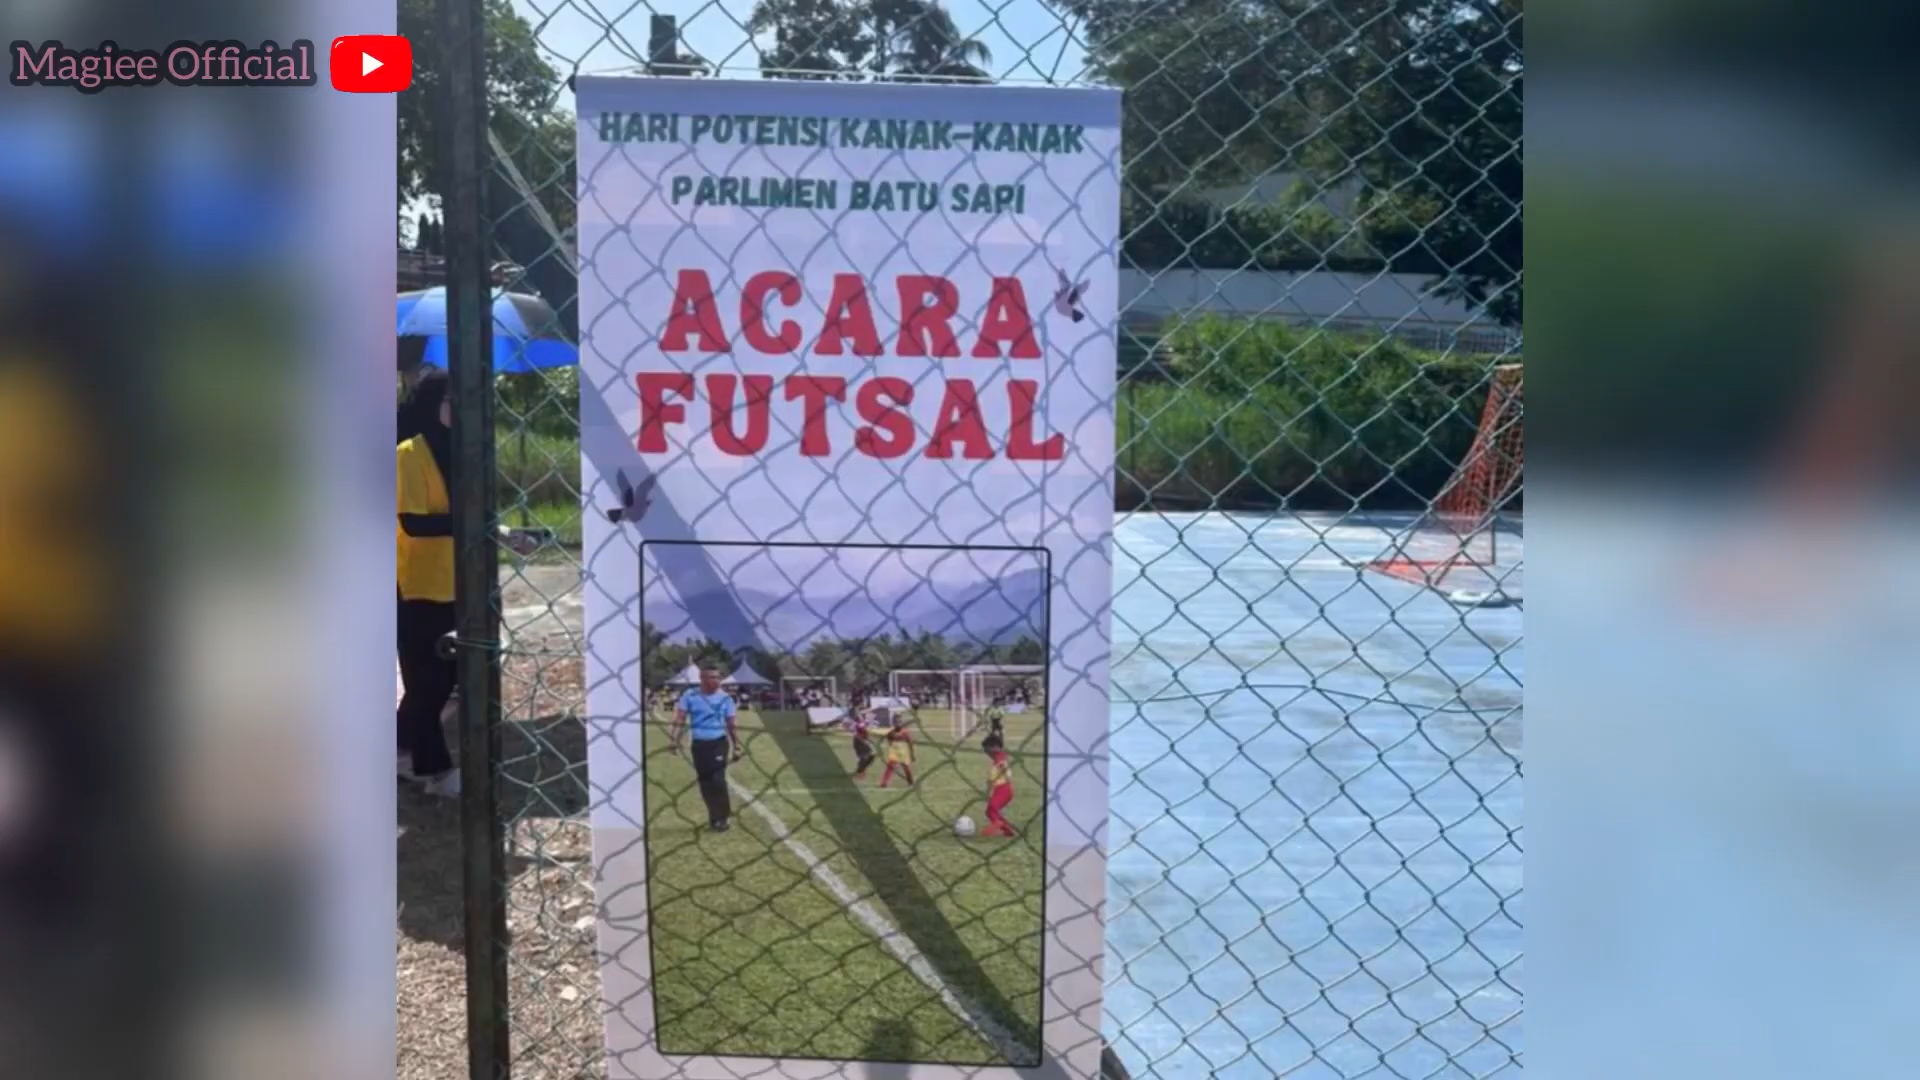 Magiee Official
HARI POTENSI KANAK-KANAK
PARLIMEN BATU SAPI
ACARA
FUTSAL